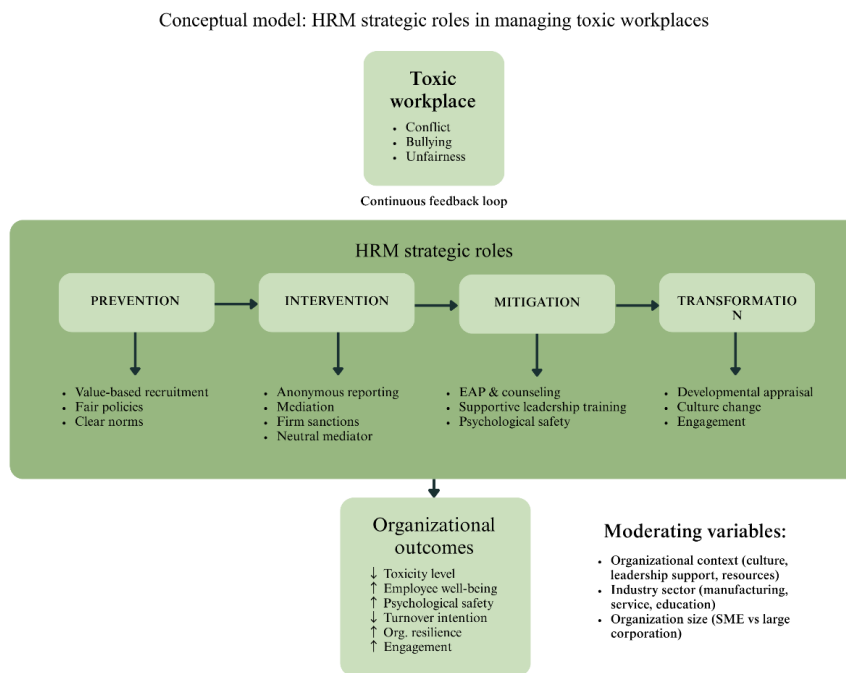 Conceptual model: HRM strategic roles in managing toxic workplaces
Toxic
workplace
• Conflict
• Bullying
• Unfairness
Continuous feedback loop
HRM strategic roles
PREVENTION
INTERVENTION
MITIGATION
TRANSFORMATIO
N
• Value-based recruitment
• Fair policies
• Clear norms
• Anonymous reporting
• Mediation
• Firm sanctions
• Neutral mediator
• EAP & counseling
• Supportive leadership training
• Psychological safety
• Developmental appraisal
• Culture change
• Engagement
Organizational
outcomes
↓ Toxicity level
↑ Employee well-being
↑ Psychological safety
↓ Turnover intention
↑ Org. resilience
↑ Engagement
Moderating variables:
• Organizational context (culture,
leadership support, resources)
• Industry sector (manufacturing,
service, education)
• Organization size (SME vs large
corporation)